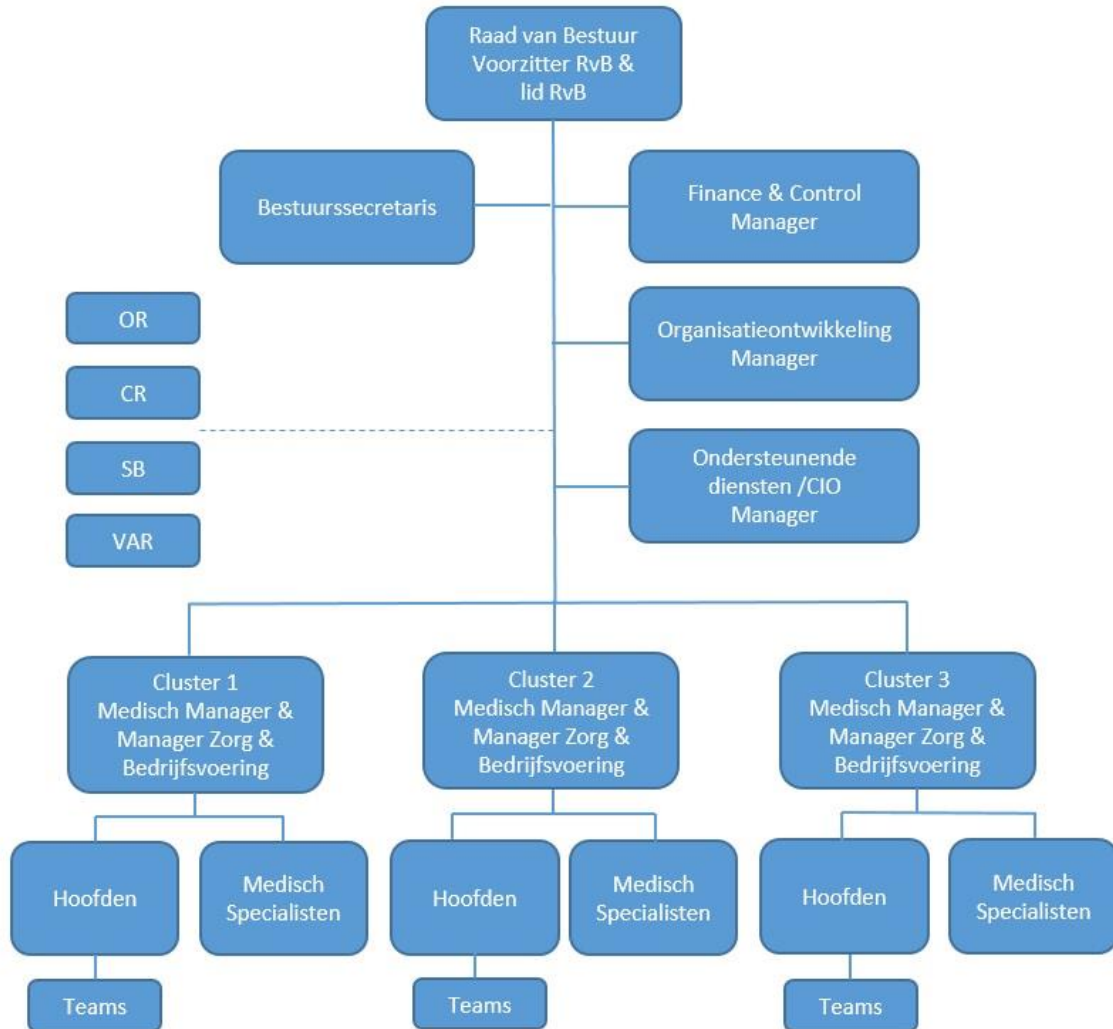 Raad van Bestuur
Voorzitter RvB &
lid RvB
Bestuurssecretaris
Finance & Control
Manager
OR
CR
SB
VAR
Organisatieontwikkeling
Manager
Ondersteunende
diensten /CIO
Manager
Cluster 1
Medisch Manager &
Manager Zorg &
Bedrijfsvoering
Cluster 2
Medisch Manager &
Manager Zorg &
Bedrijfsvoering
Cluster 3
Medisch Manager &
Manager Zorg &
Bedrijfsvoering
Hoofden
Medisch
Specialisten
Hoofden
Medisch
Specialisten
Hoofden
Medisch
Specialisten
Teams
Teams
Teams